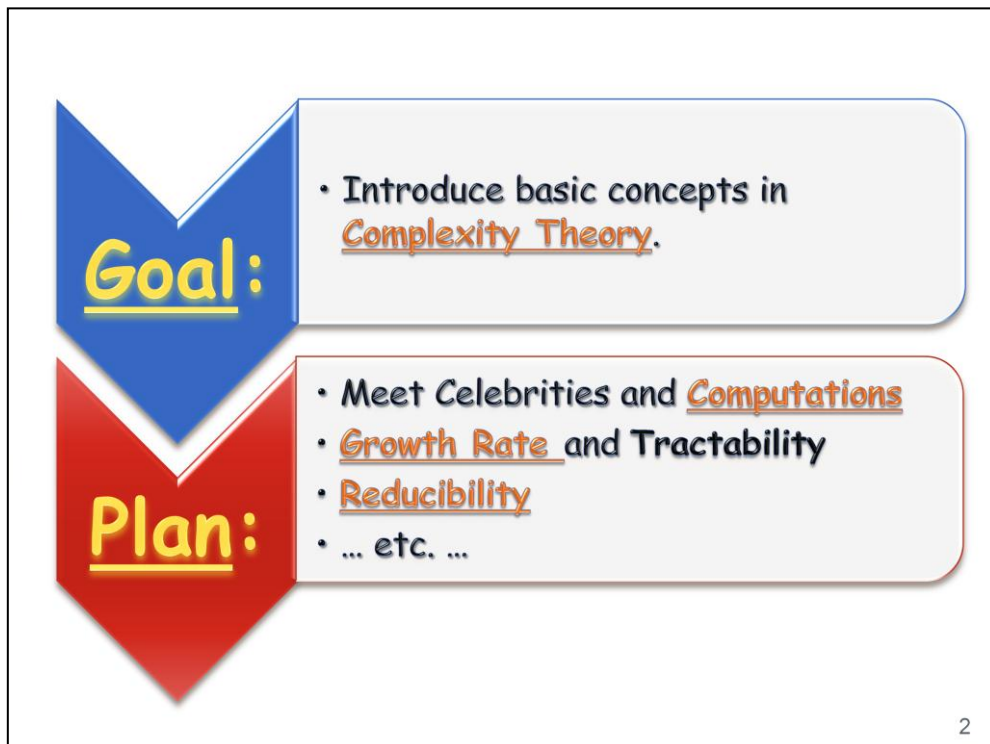 Goal:
• Introduce basic concepts in
Complexity Theory.
Plan:
• Meet Celebrities and Computations
• Growth Rate and Tractability
• Reducibility
• … etc. …
2